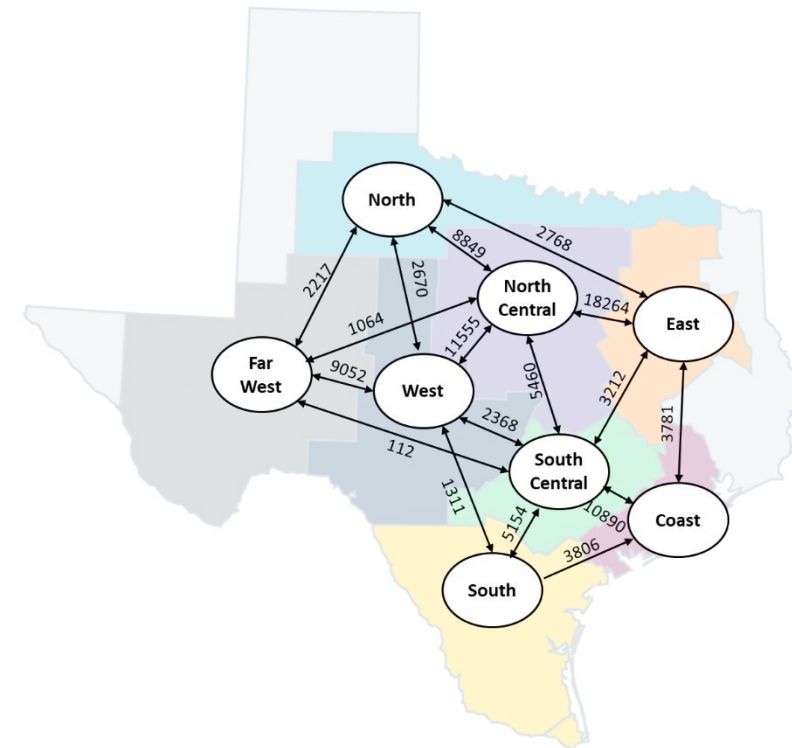 North
8849
2768
2217
2670
North
Central
18264
East
1064
11555
Far
West
9052
West
5460
3212
3781
2368
112
South
Central
1311
5154
10890
Coast
3806
South